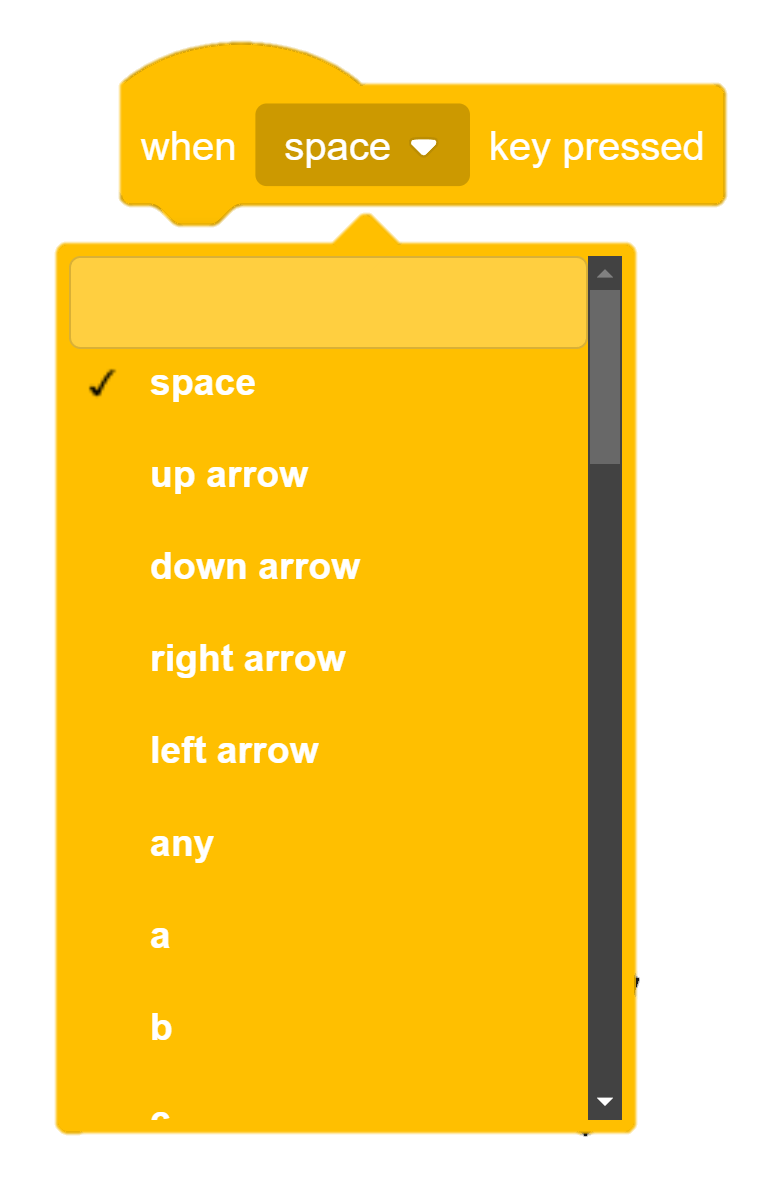 when space key pressed
space
up arrow
down arrow
right arrow
left arrow
any
a
b